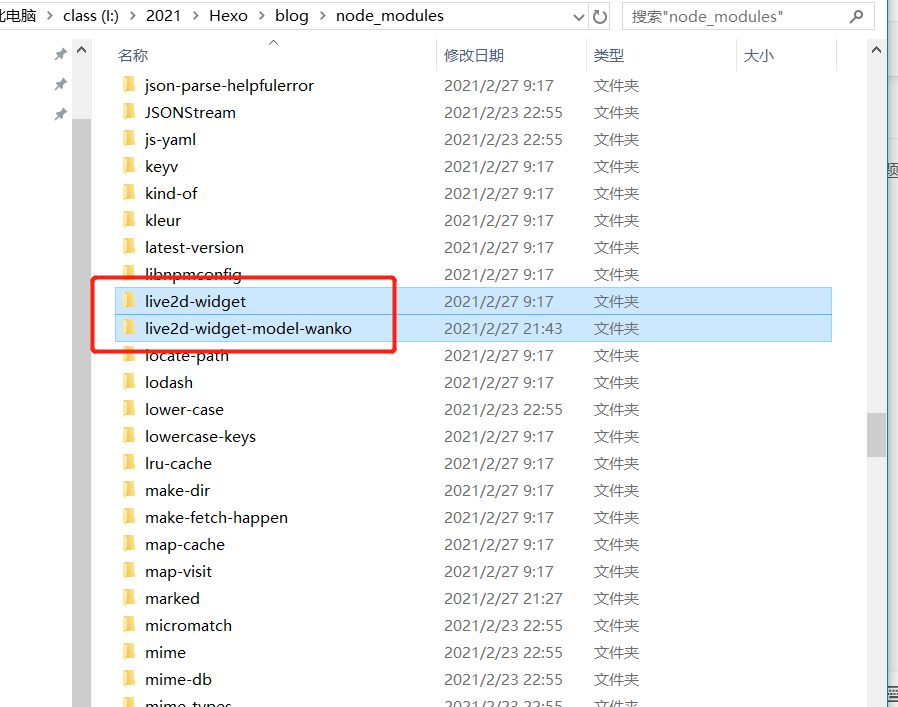 此电脑 > class (I:) > 2021 > Hexo > blog > node_modules
搜索"node_modules"
名称 修改日期 类型 大小
json-parse-helpfulerror 2021/2/27 9:17 文件夹
JSONStream 2021/2/23 22:55 文件夹
js-yaml 2021/2/23 22:55 文件夹
keyv 2021/2/27 9:17 文件夹
kind-of 2021/2/27 9:17 文件夹
kleur 2021/2/27 9:17 文件夹
latest-version 2021/2/27 9:17 文件夹
libnpmconfig 2021/2/27 9:17 文件夹
live2d-widget 2021/2/27 9:17 文件夹
live2d-widget-model-wanko 2021/2/27 21:43 文件夹
locate-path 2021/2/27 9:17 文件夹
lodash 2021/2/27 9:17 文件夹
lower-case 2021/2/23 22:55 文件夹
lowercase-keys 2021/2/27 9:17 文件夹
lru-cache 2021/2/27 9:17 文件夹
make-dir 2021/2/27 9:17 文件夹
make-fetch-happen 2021/2/27 9:17 文件夹
map-cache 2021/2/27 9:17 文件夹
map-visit 2021/2/27 9:17 文件夹
marked 2021/2/27 21:27 文件夹
micromatch 2021/2/23 22:55 文件夹
mime 2021/2/23 22:55 文件夹
mime-db 2021/2/23 22:55 文件夹
mime-types 2021/2/23 22:55 文件夹